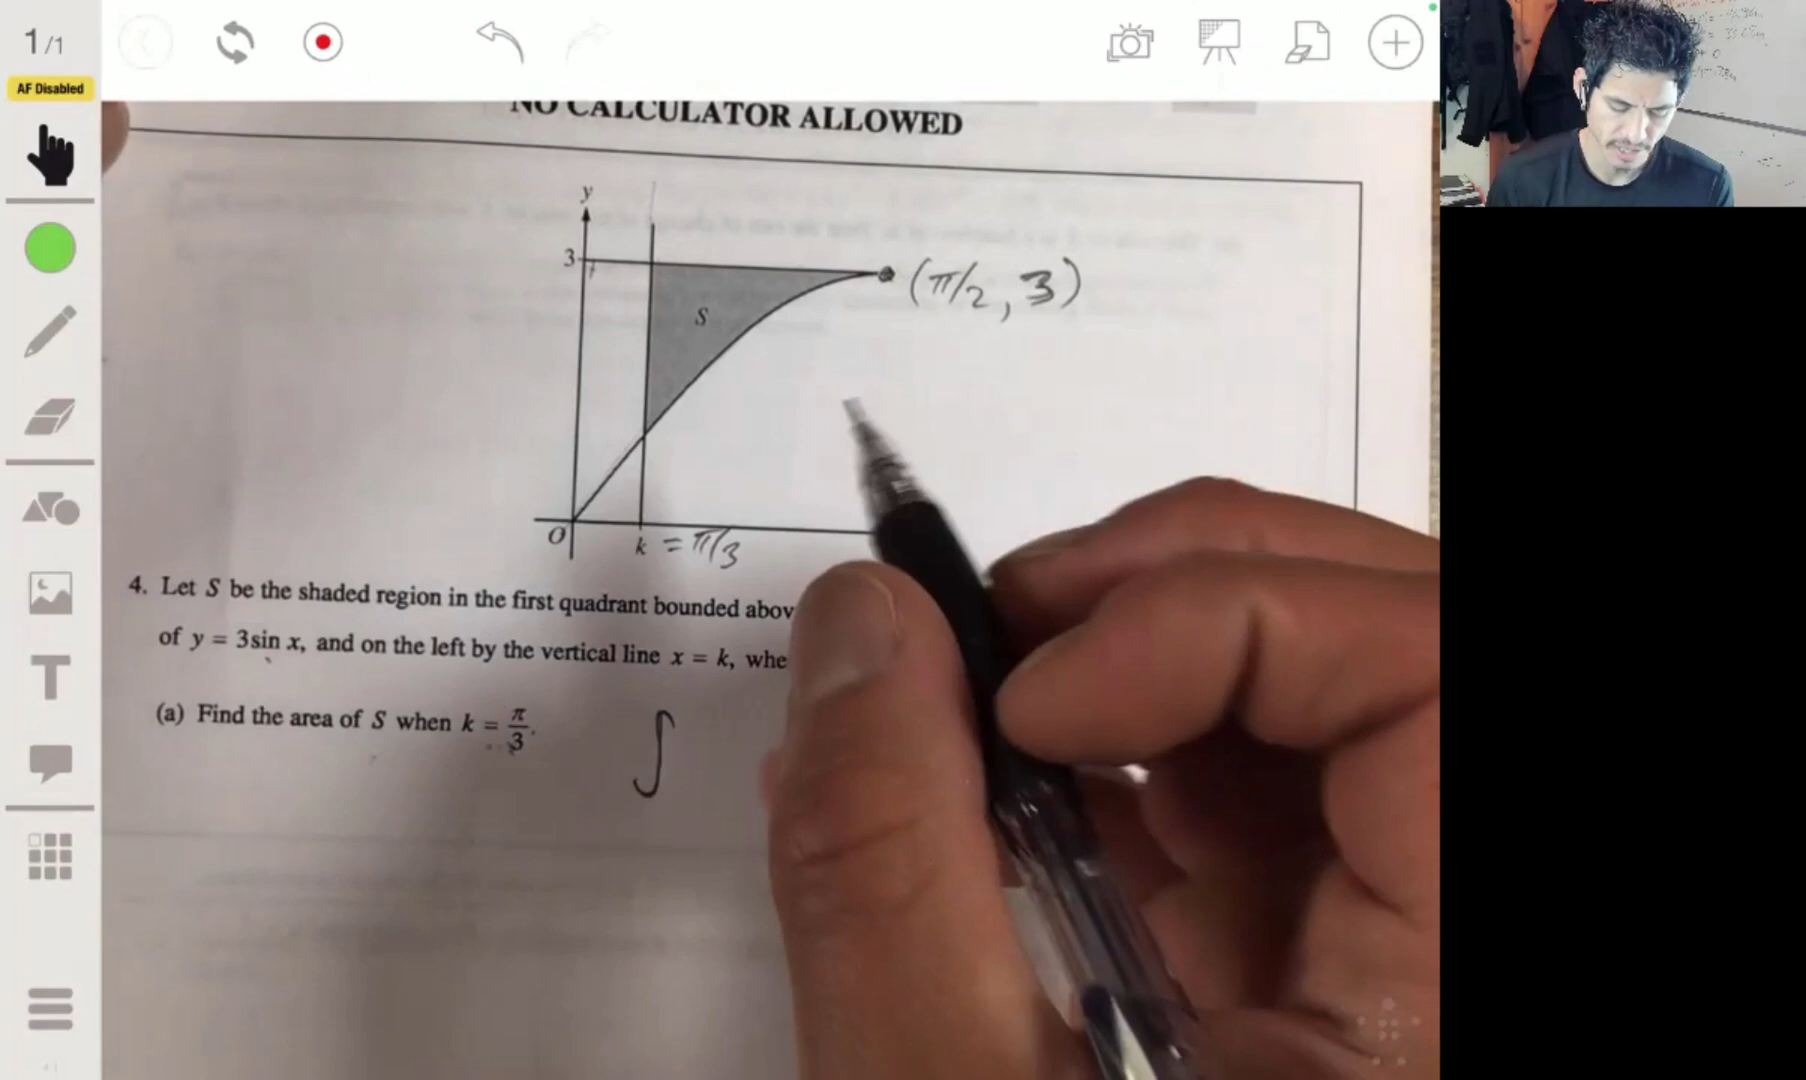 1/1
AF Disabled
NO CALCULATOR ALLOWED
y
3
(π/2, 3)
S
O
k = π/3
4. Let S be the shaded region in the first quadrant bounded
of y = 3sin x, and on the left by the vertical line x = k,
(a) Find the area of S when k = π/3.
∫
T